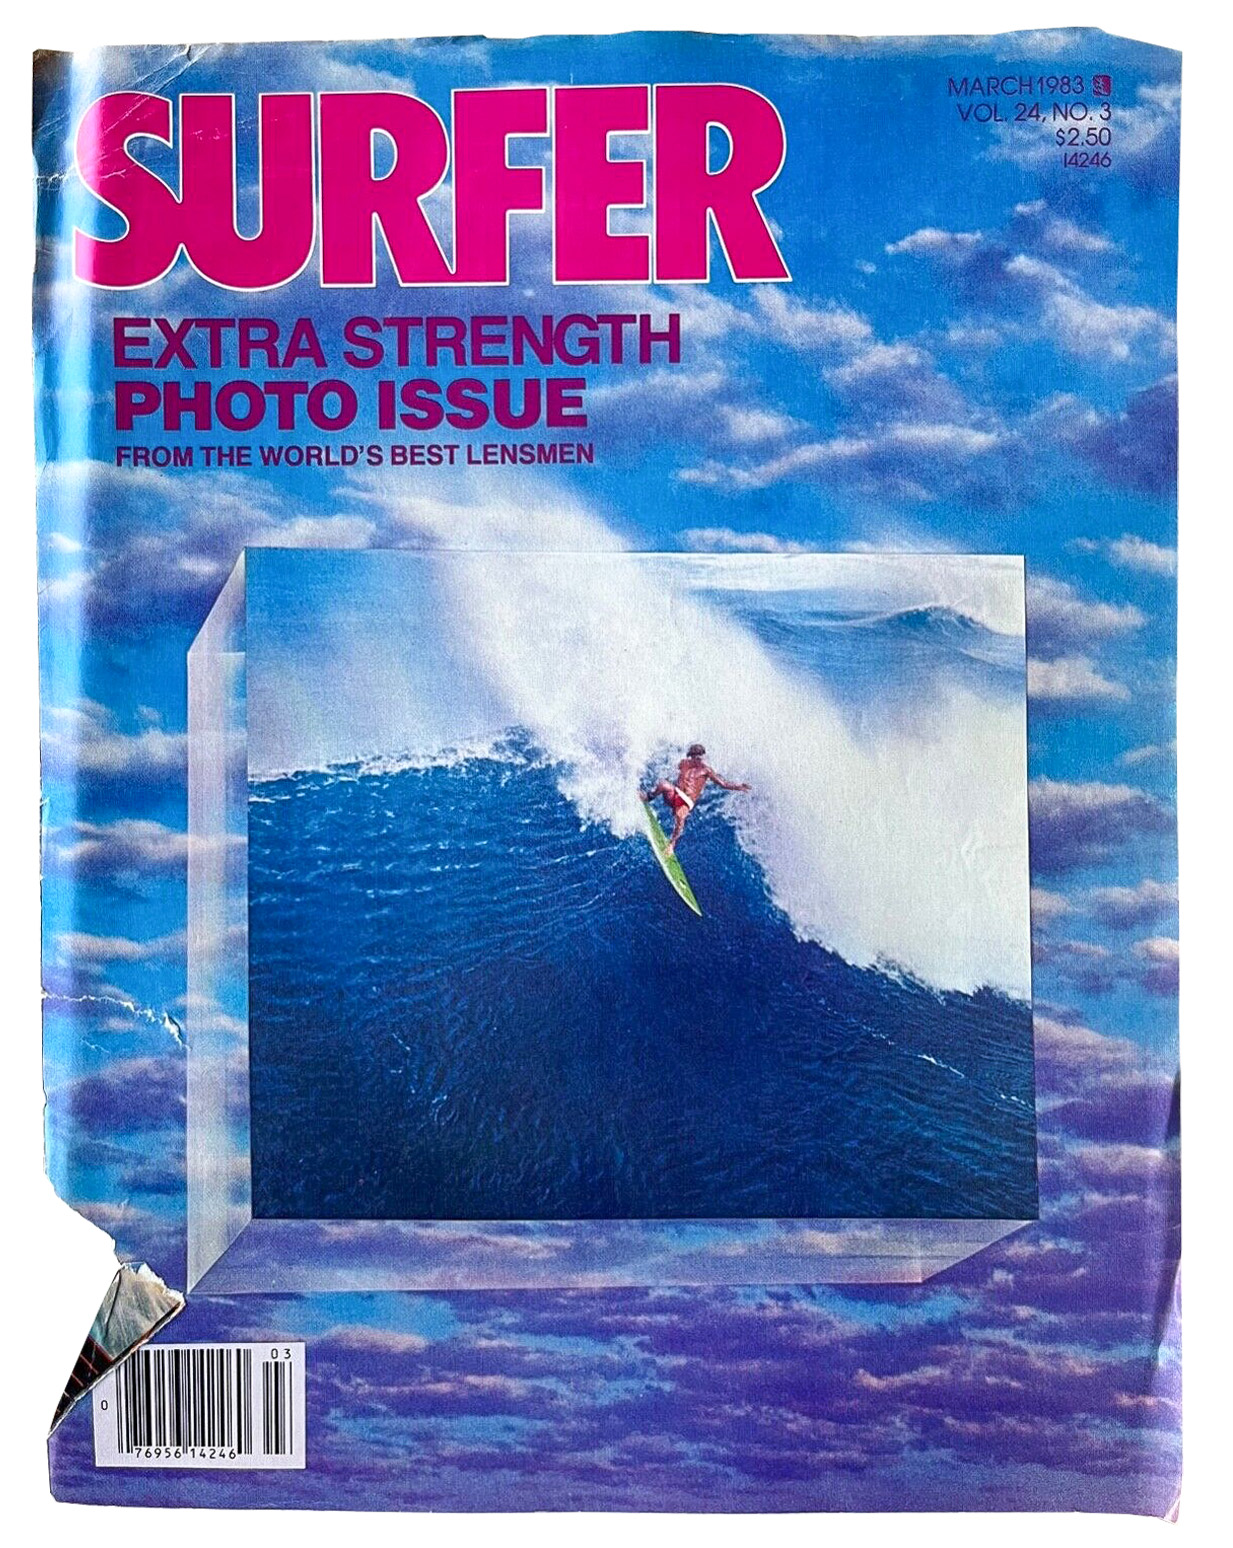 SURFER
MARCH 1983
VOL. 24, NO. 3
$2.50
14246
EXTRA STRENGTH
PHOTO ISSUE
FROM THE WORLD'S BEST LENSMEN
03
0
76956 14246